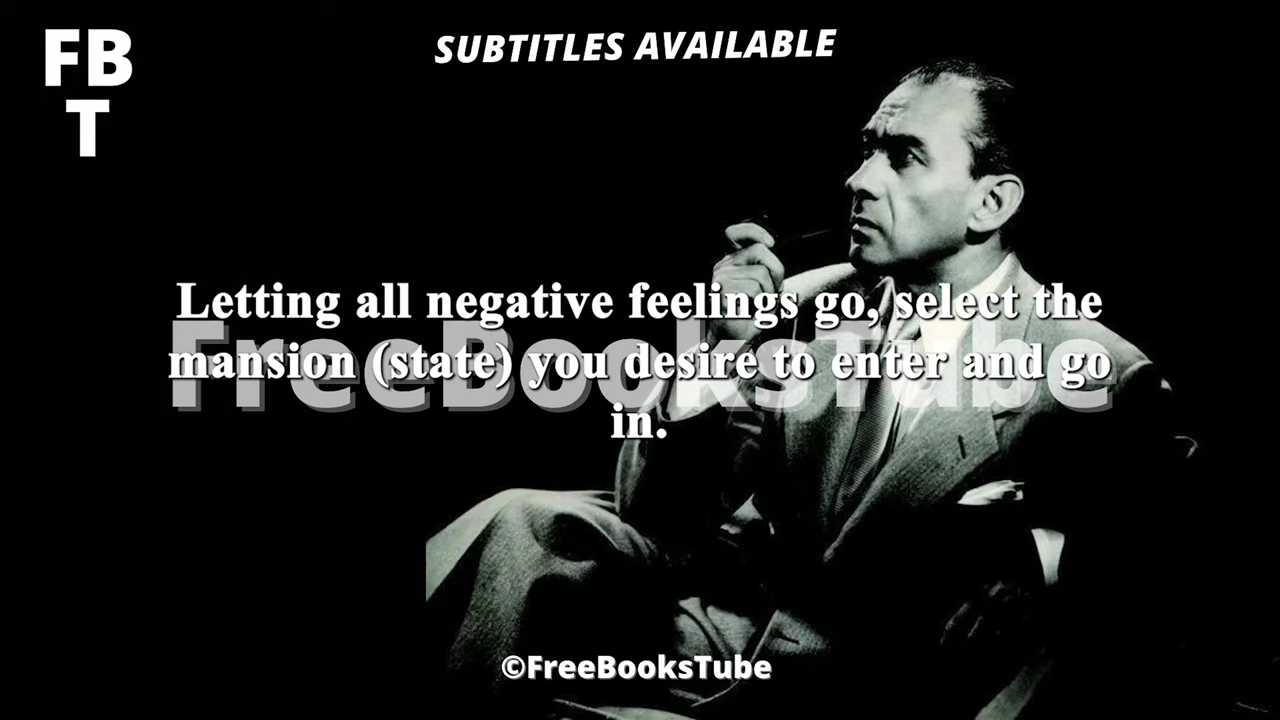 FB
T
SUBTITLES AVAILABLE
Letting all negative feelings go, select the
mansion (state) you desire to enter and go
in.
FreeBooksTube
©FreeBooksTube